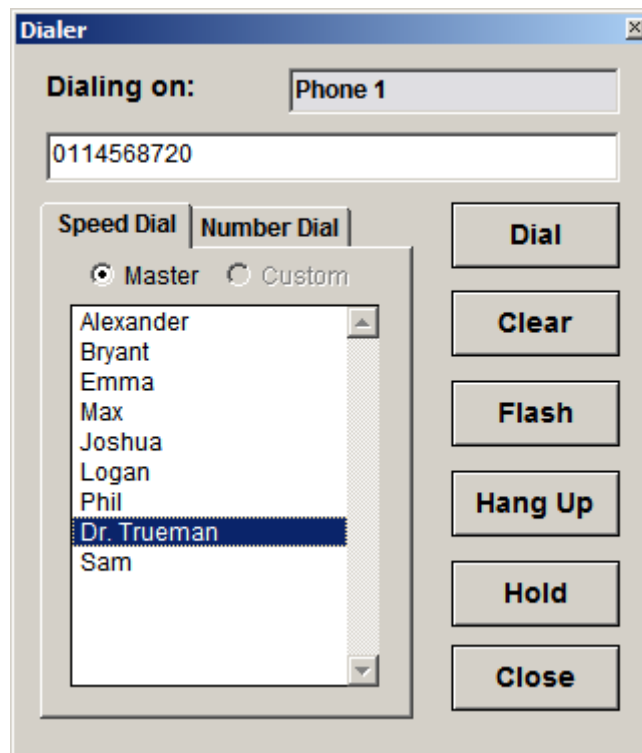 Dialer
Dialing on: Phone 1
0114568720
Speed Dial Number Dial
Master Custom
Alexander
Bryant
Emma
Max
Joshua
Logan
Phil
Dr. Trueman
Sam
Dial
Clear
Flash
Hang Up
Hold
Close